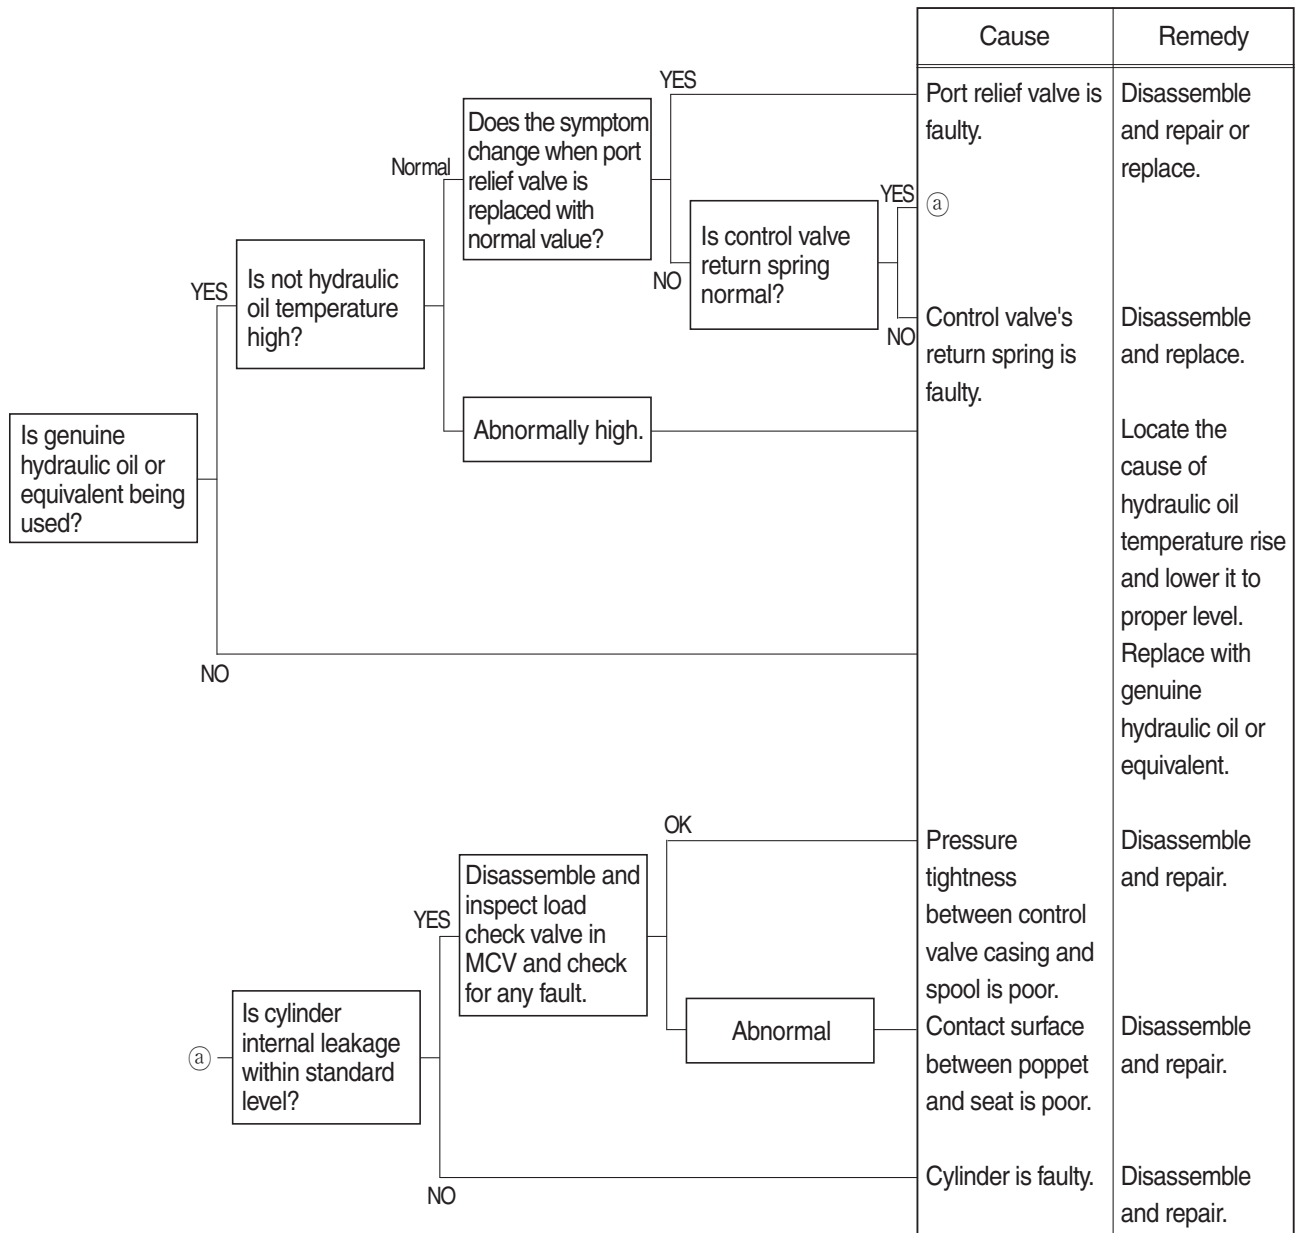 Cause
Remedy
YES
Port relief valve is
faulty.
Disassemble
and repair or
replace.
Does the symptom
change when port
relief valve is
replaced with
normal value?
Normal
YES
ⓐ
Is control valve
return spring
normal?
NO
YES
Is not hydraulic
oil temperature
high?
NO
Control valve's
return spring is
faulty.
Disassemble
and replace.
Abnormally high.
Is genuine
hydraulic oil or
equivalent being
used?
Locate the
cause of
hydraulic oil
temperature rise
and lower it to
proper level.
NO
Replace with
genuine
hydraulic oil or
equivalent.
OK
Pressure
tightness
between control
valve casing and
spool is poor.
Disassemble
and repair.
Disassemble and
inspect load
check valve in
MCV and check
for any fault.
YES
ⓐ
Is cylinder
internal leakage
within standard
level?
Abnormal
Contact surface
between poppet
and seat is poor.
Disassemble
and repair.
NO
Cylinder is faulty.
Disassemble
and repair.